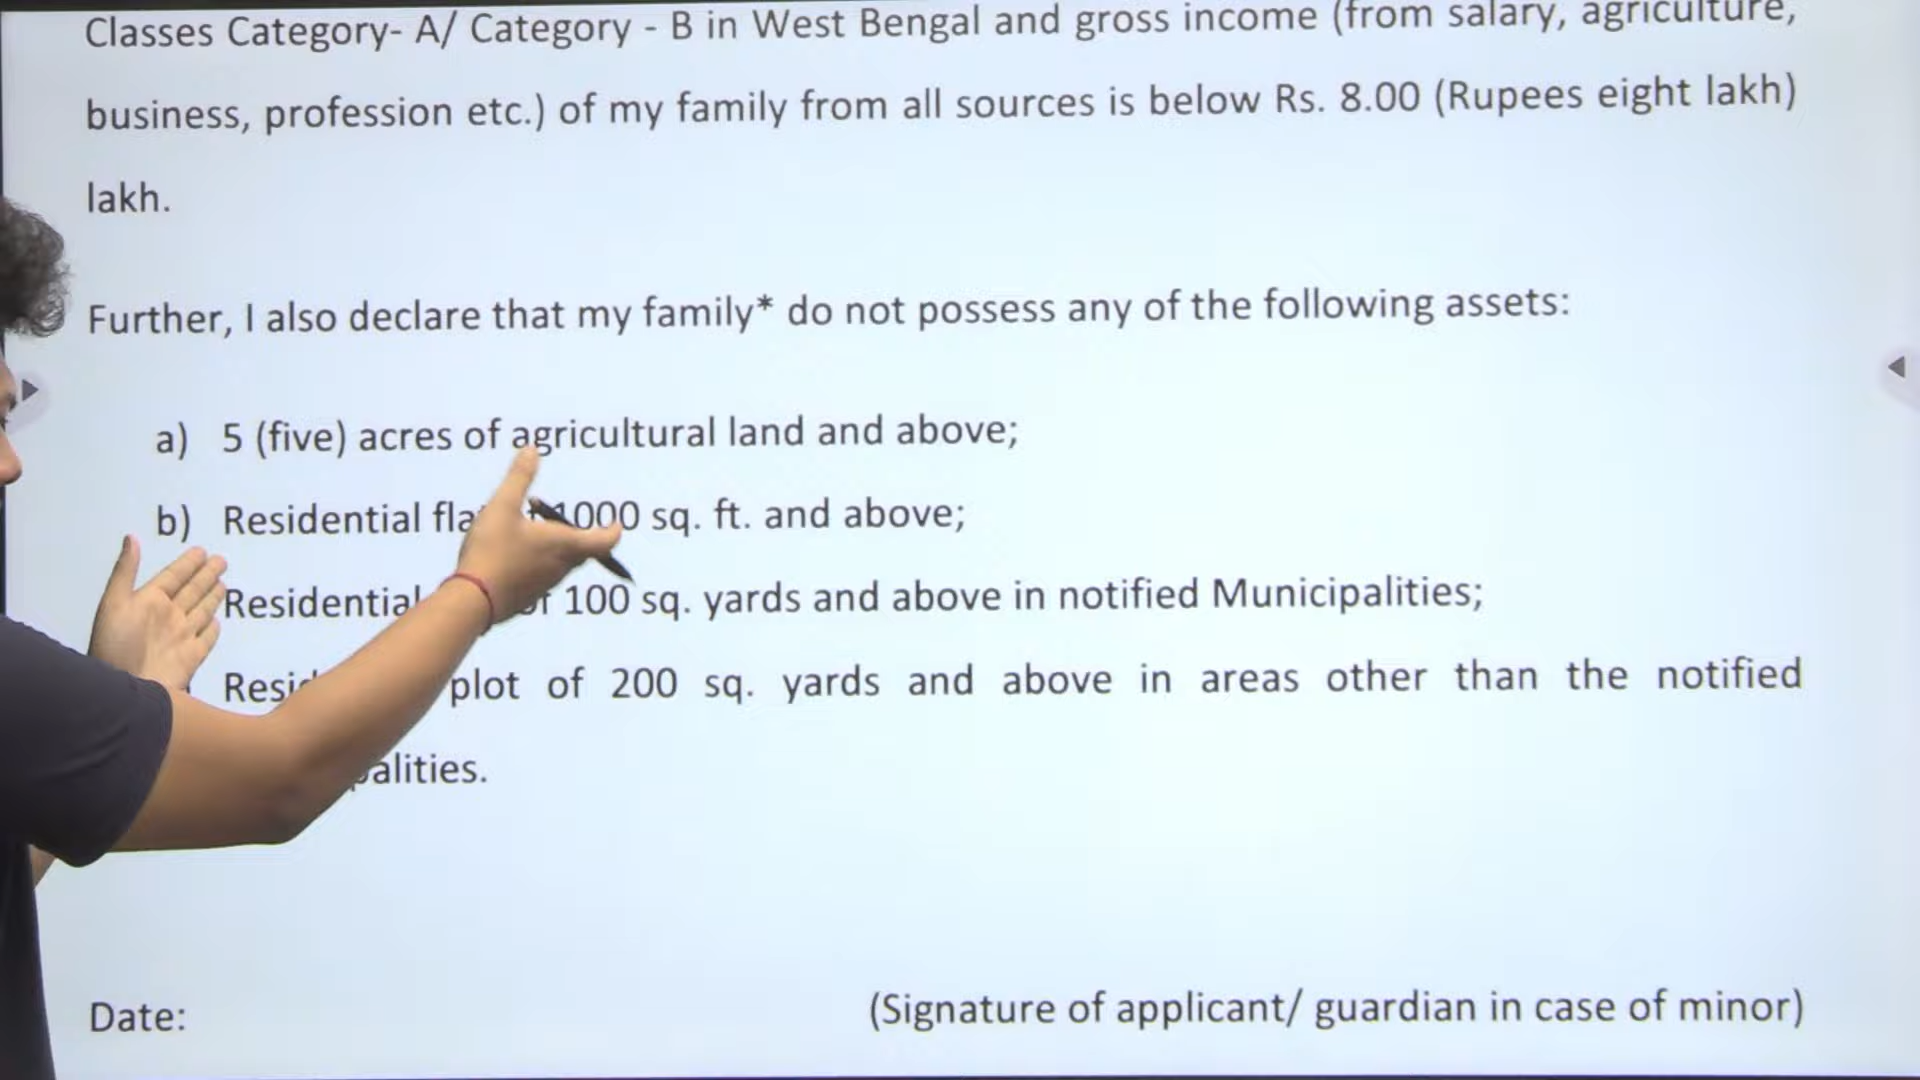 Classes Category- A/ Category - B in West Bengal and gross income (from salary, agriculture,
business, profession etc.) of my family from all sources is below Rs. 8.00 (Rupees eight lakh)
lakh.
Further, I also declare that my family* do not possess any of the following assets:
a) 5 (five) acres of agricultural land and above;
b) Residential 1000 sq. ft. and above;
Residential 100 sq. yards and above in notified Municipalities;
plot of 200 sq. yards and above in areas other than the notified
Date: (Signature of applicant/ guardian in case of minor)